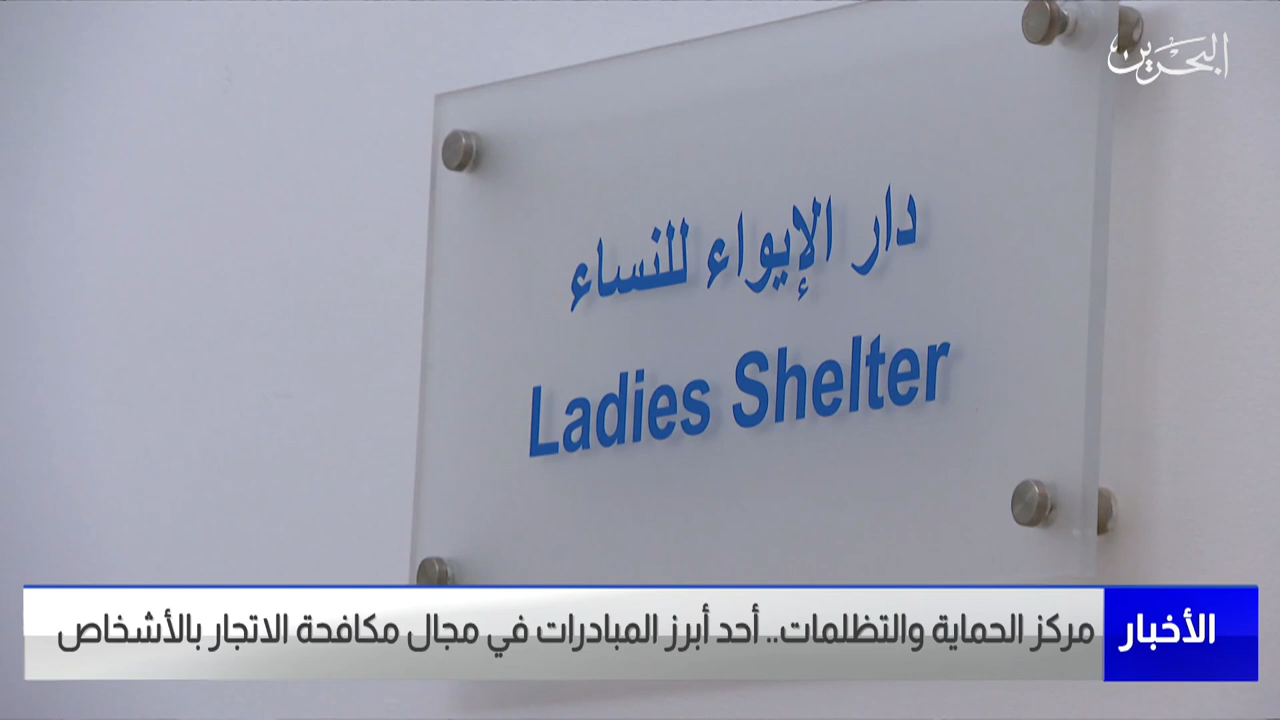 البحرين
دار الإيواء للنساء
Ladies Shelter
الأخبار
مركز الحماية والتظلمات.. أحد أبرز المبادرات في مجال مكافحة الاتجار بالأشخاص